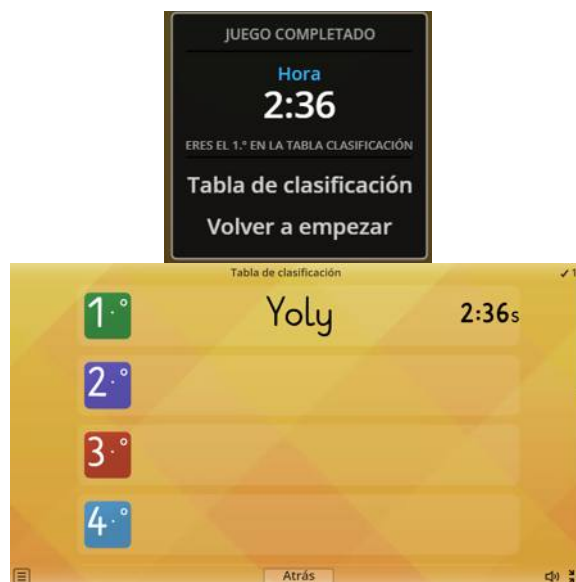 JUEGO COMPLETADO
Hora
2:36
ERES EL 1.º EN LA TABLA CLASIFICACIÓN
Tabla de clasificación
Volver a empezar
Tabla de clasificación
✓ 1
1.º Yoly 2:36s
2.º
3.º
4.º
Atrás